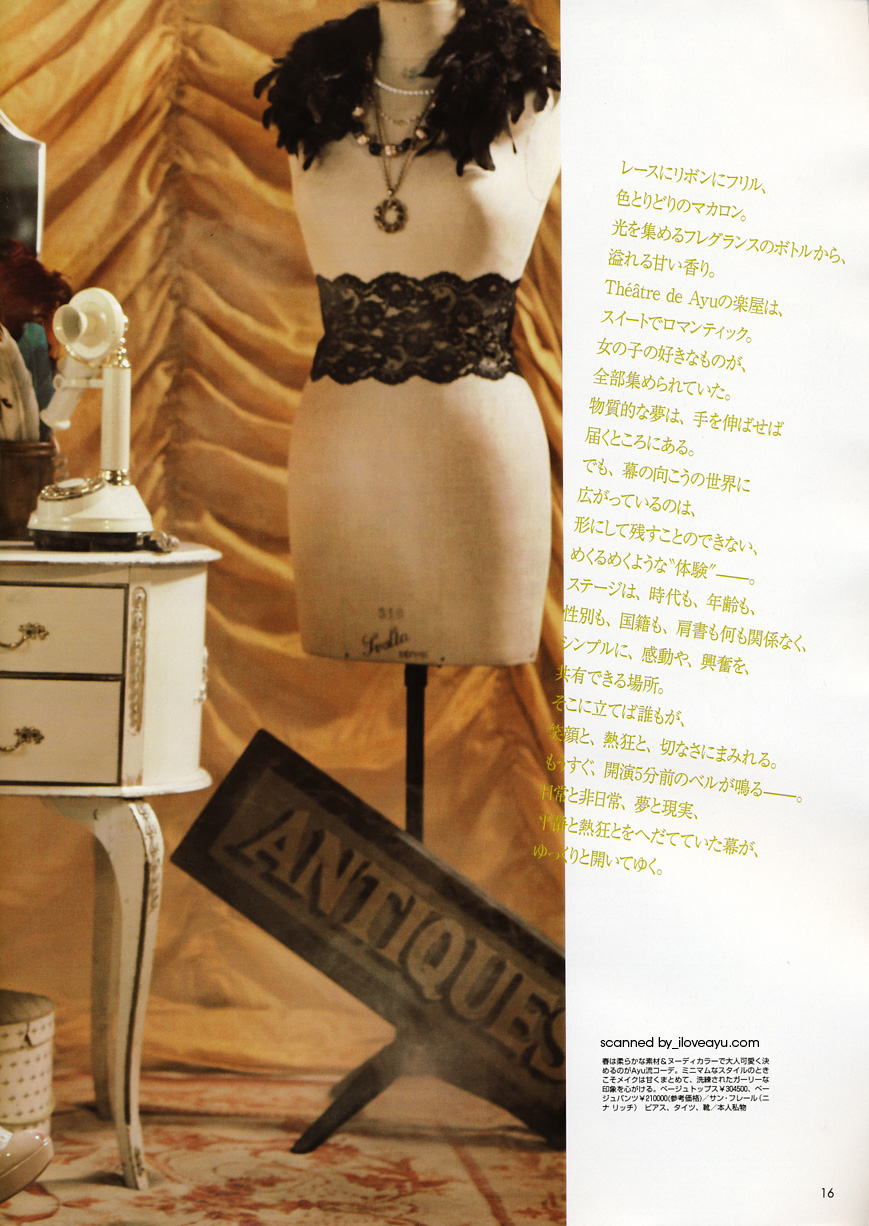 レースにリボンにフリル、
色とりどりのマカロン。
光を集めるフレグランスのボトルから、
溢れる甘い香り。
Théâtre de Ayuの楽屋は、
スイートでロマンティック。
女の子の好きなものが、
全部集められていた。
物質的な夢は、手を伸ばせば
届くところにある。
でも、幕の向こうの世界に
広がっているのは、
形にして残すことのできない、
めくるめくような“体験”——。
ステージは、時代も、年齢も、
性別も、国籍も、肩書も何も関係なく、
シンプルに、感動や、興奮を、
共有できる場所。
そこに立てば誰もが、
笑顔と、熱狂と、切なさにまみれる。
もうすぐ、開演5分前のベルが鳴る——。
日常と非日常、夢と現実、
と熱狂とをへだてていた幕が、
ゆっくりと開いてゆく。
318
ANTIQUES
scanned by_iloveayu.com
春は柔らかな素材＆ヌーディカラーで大人可愛く決
めるのがAyu流コーデ。ミニマムなスタイルのとき
こそメイクは甘くまとめて、洗練されたガーリーな
印象を心がける。ベージュトップス￥304500、ベー
ジュパンツ￥210000(参考価格)／サン・フレール（ニ
ナ リッチ） ピアス、タイツ、靴／本人私物
16